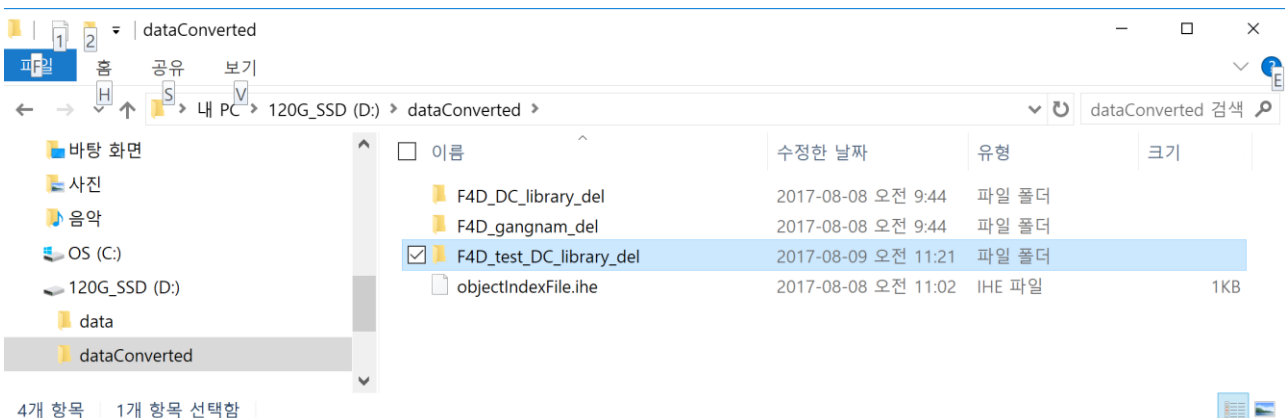 1 2 dataConverted
파일 홈 공유 보기
F H S V E
내 PC 120G_SSD (D:) dataConverted dataConverted 검색
바탕 화면
사진
음악
OS (C:)
120G_SSD (D:)
data
dataConverted
이름 수정한 날짜 유형 크기
F4D_DC_library_del 2017-08-08 오전 9:44 파일 폴더
F4D_gangnam_del 2017-08-08 오전 9:44 파일 폴더
F4D_test_DC_library_del 2017-08-09 오전 11:21 파일 폴더
objectIndexFile.ihe 2017-08-08 오전 11:02 IHE 파일 1KB
4개 항목 1개 항목 선택함